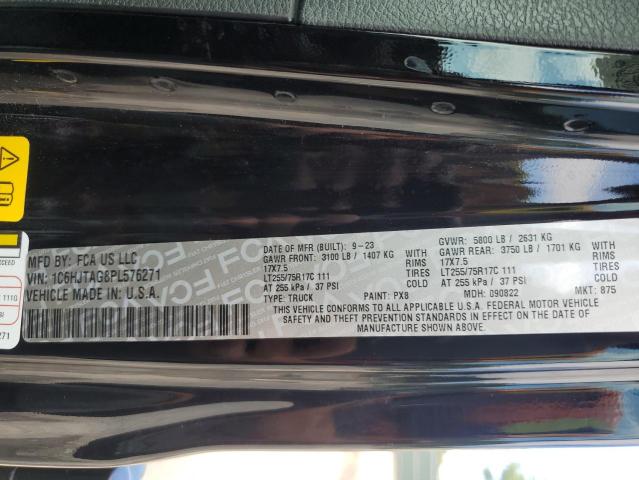 MFD BY: FCA US LLC
VIN: 1C6HJTAG8PL576271
VEHICLE MADE IN U.S.A.
DATE OF MFR (BUILT): 9-23
GAWR FRONT: 3100 LB / 1407 KG WITH
17X7.5 RIMS
LT255/75R17C 111 TIRES
AT 255 kPa / 37 PSI COLD
TYPE: TRUCK PAINT: PX8
GVWR: 5800 LB / 2631 KG
GAWR REAR: 3750 LB / 1701 KG WITH
17X7.5 RIMS
LT255/75R17C 111 TIRES
AT 255 kPa / 37 PSI COLD
MDH: 090822 MKT: 875
THIS VEHICLE CONFORMS TO ALL APPLICABLE U.S.A. FEDERAL MOTOR VEHICLE
SAFETY AND THEFT PREVENTION STANDARDS IN EFFECT ON THE DATE OF
MANUFACTURE SHOWN ABOVE.
111G
SI
271